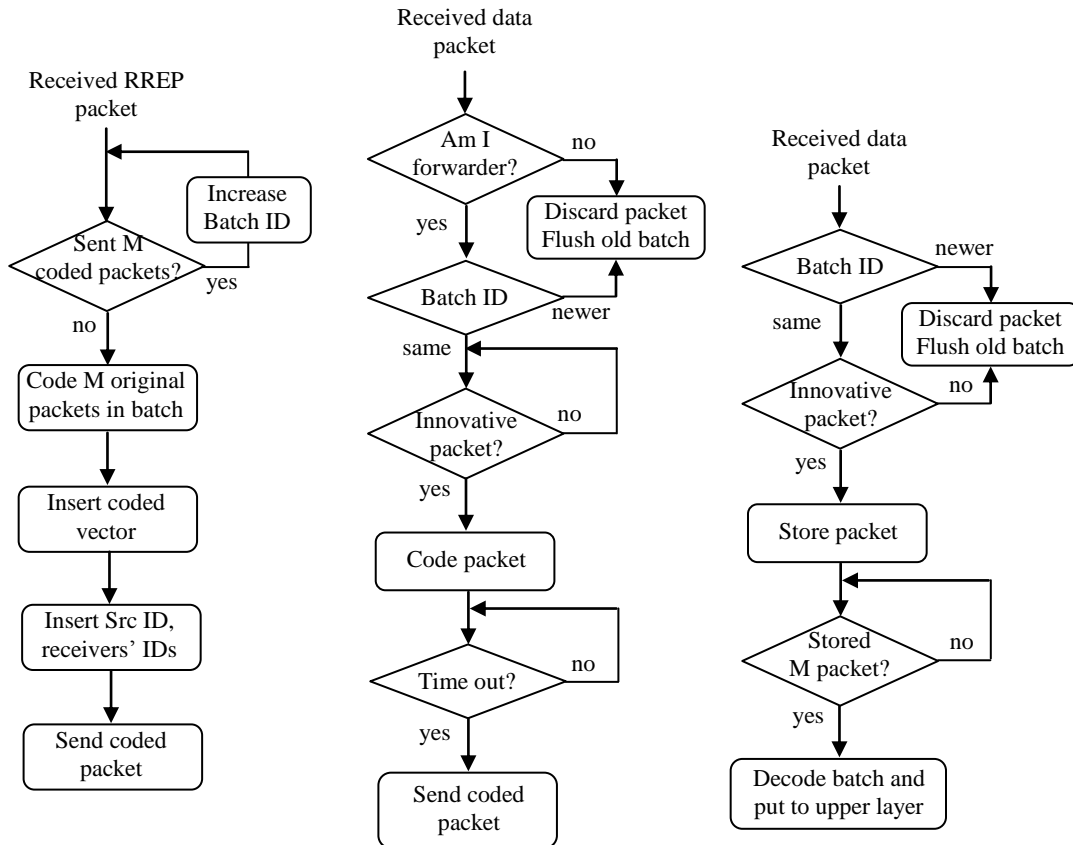 Received RREP
packet
Increase
Batch ID
Sent M
coded packets?
yes
no
Code M original
packets in batch
Insert coded
vector
Insert Src ID,
receivers' IDs
Send coded
packet
Received data
packet
Am I
forwarder?
no
yes
Discard packet
Flush old batch
Batch ID
newer
same
Innovative
packet?
no
yes
Code packet
Time out?
no
yes
Send coded
packet
Received data
packet
Batch ID
newer
same
Discard packet
Flush old batch
Innovative
packet?
no
yes
Store packet
Stored
M packet?
no
yes
Decode batch and
put to upper layer